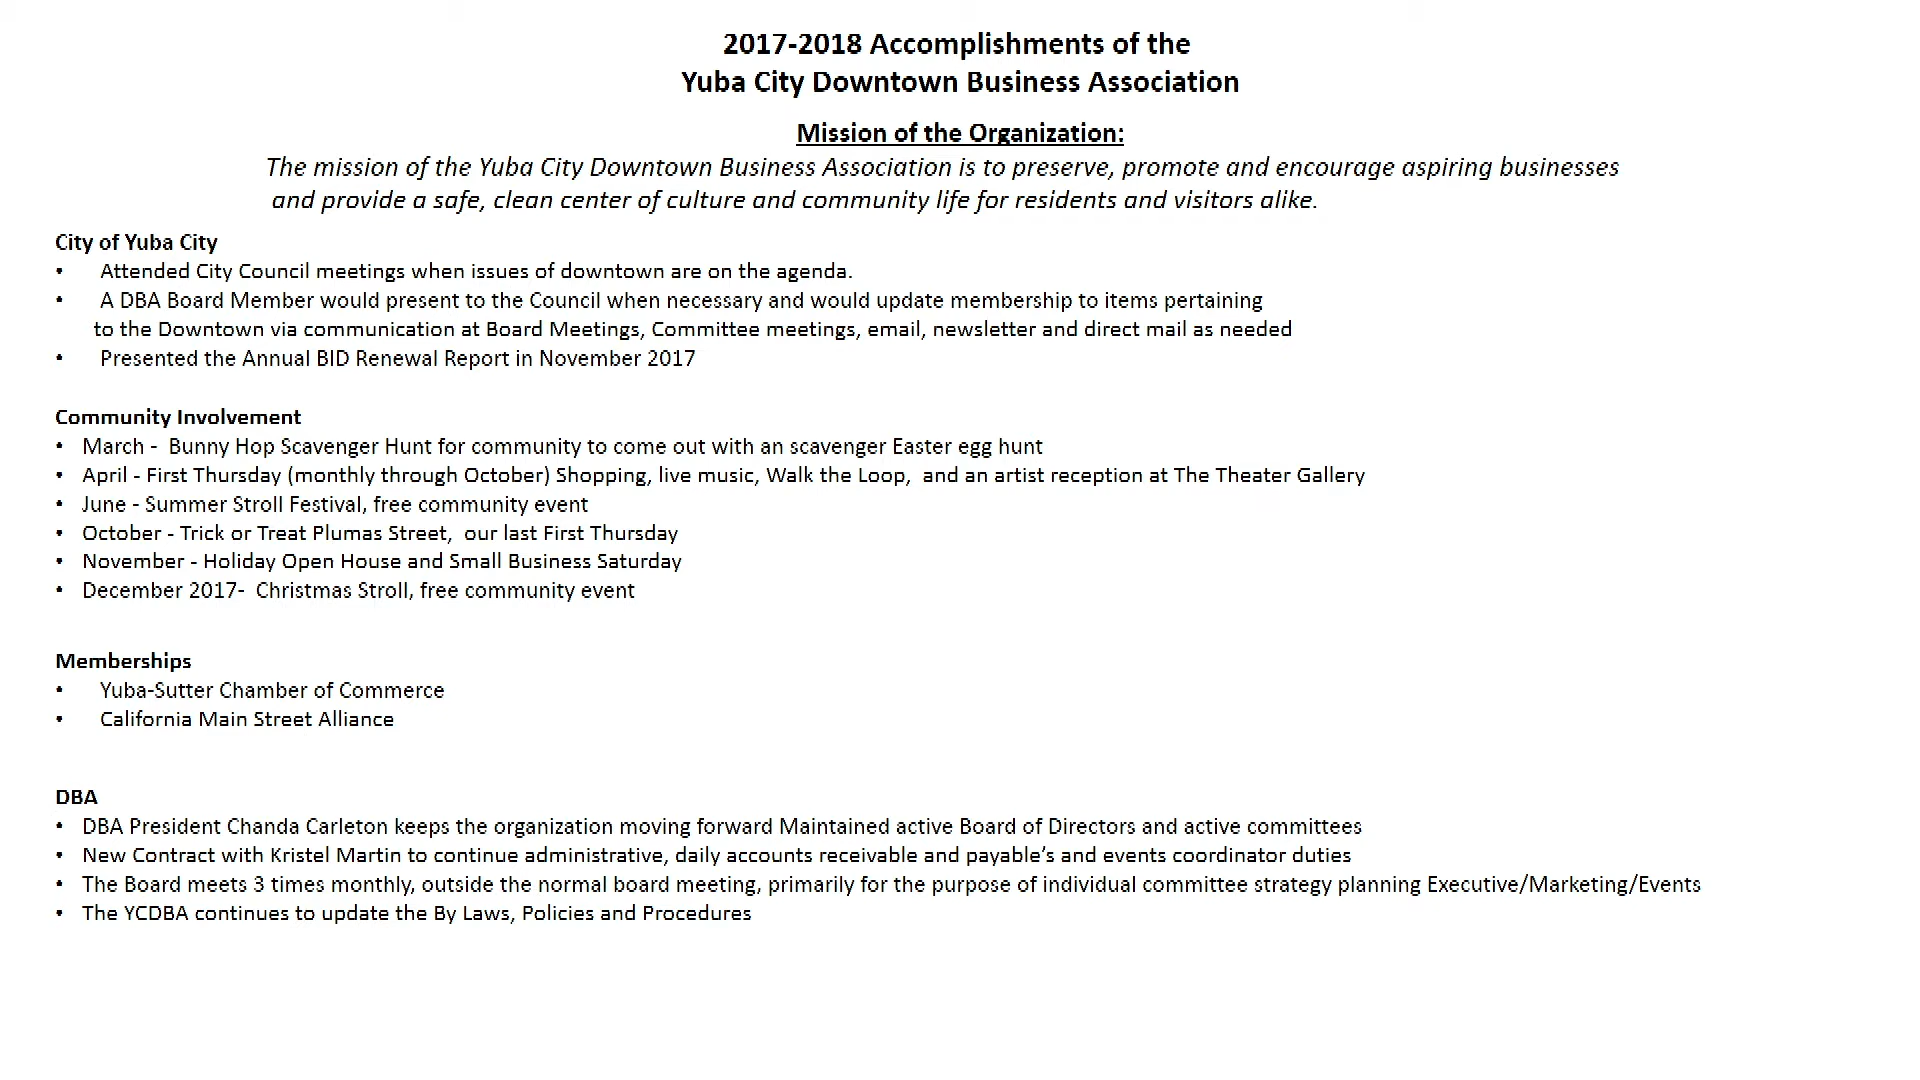 2017-2018 Accomplishments of the
Yuba City Downtown Business Association
Mission of the Organization:
The mission of the Yuba City Downtown Business Association is to preserve, promote and encourage aspiring businesses
and provide a safe, clean center of culture and community life for residents and visitors alike.
City of Yuba City
• Attended City Council meetings when issues of downtown are on the agenda.
• A DBA Board Member would present to the Council when necessary and would update membership to items pertaining
to the Downtown via communication at Board Meetings, Committee meetings, email, newsletter and direct mail as needed
• Presented the Annual BID Renewal Report in November 2017
Community Involvement
• March - Bunny Hop Scavenger Hunt for community to come out with an scavenger Easter egg hunt
• April - First Thursday (monthly through October) Shopping, live music, Walk the Loop, and an artist reception at The Theater Gallery
• June - Summer Stroll Festival, free community event
• October - Trick or Treat Plumas Street, our last First Thursday
• November - Holiday Open House and Small Business Saturday
• December 2017- Christmas Stroll, free community event
Memberships
• Yuba-Sutter Chamber of Commerce
• California Main Street Alliance
DBA
• DBA President Chanda Carleton keeps the organization moving forward Maintained active Board of Directors and active committees
• New Contract with Kristel Martin to continue administrative, daily accounts receivable and payable’s and events coordinator duties
• The Board meets 3 times monthly, outside the normal board meeting, primarily for the purpose of individual committee strategy planning Executive/Marketing/Events
• The YCDBA continues to update the By Laws, Policies and Procedures